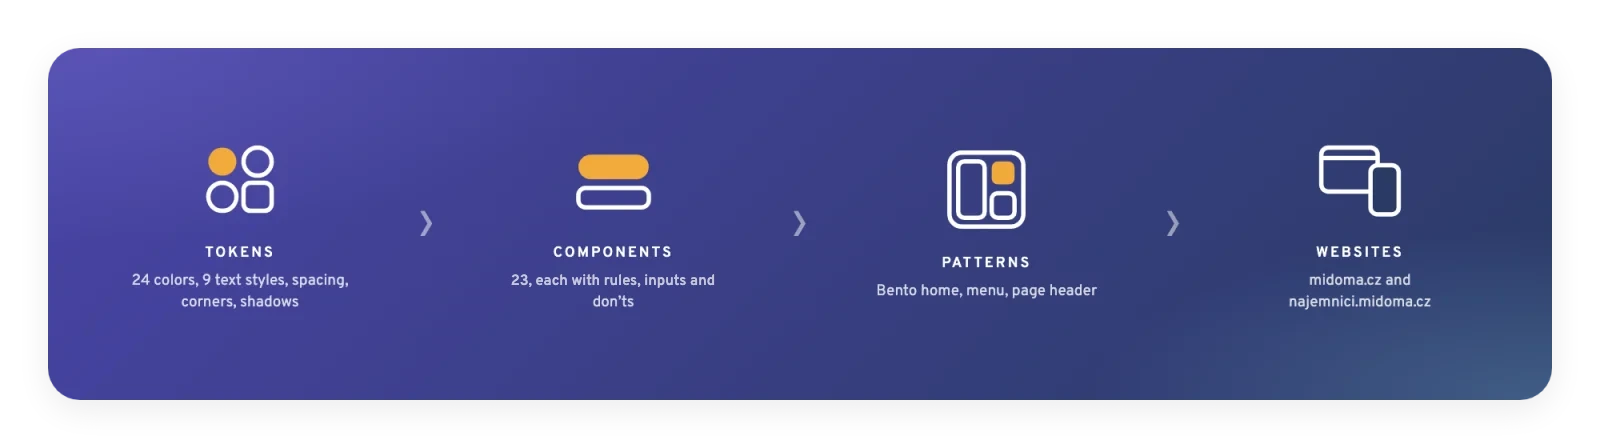 TOKENS
24 colors, 9 text styles, spacing,
corners, shadows
COMPONENTS
23, each with rules, inputs and
don'ts
PATTERNS
Bento home, menu, page header
WEBSITES
midoma.cz and
najemnici.midoma.cz